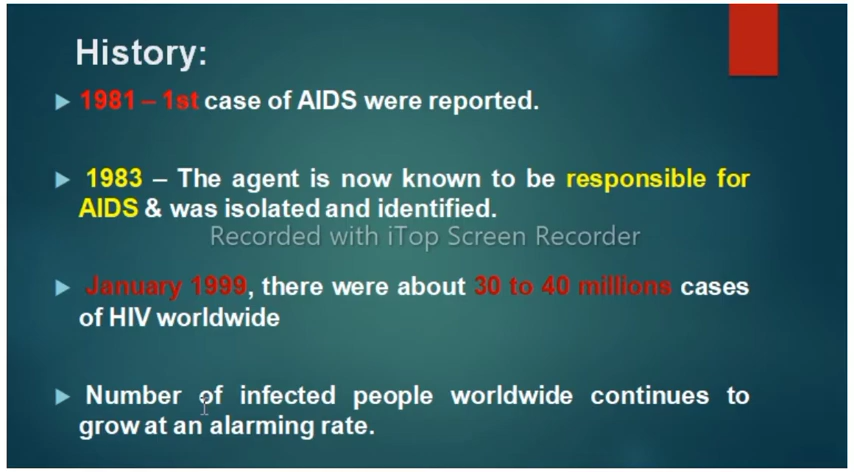 History:
1981 – 1st case of AIDS were reported.
1983 – The agent is now known to be responsible for
AIDS & was isolated and identified.
Recorded with iTop Screen Recorder
January 1999, there were about 30 to 40 millions cases
of HIV worldwide
Number of infected people worldwide continues to
grow at an alarming rate.